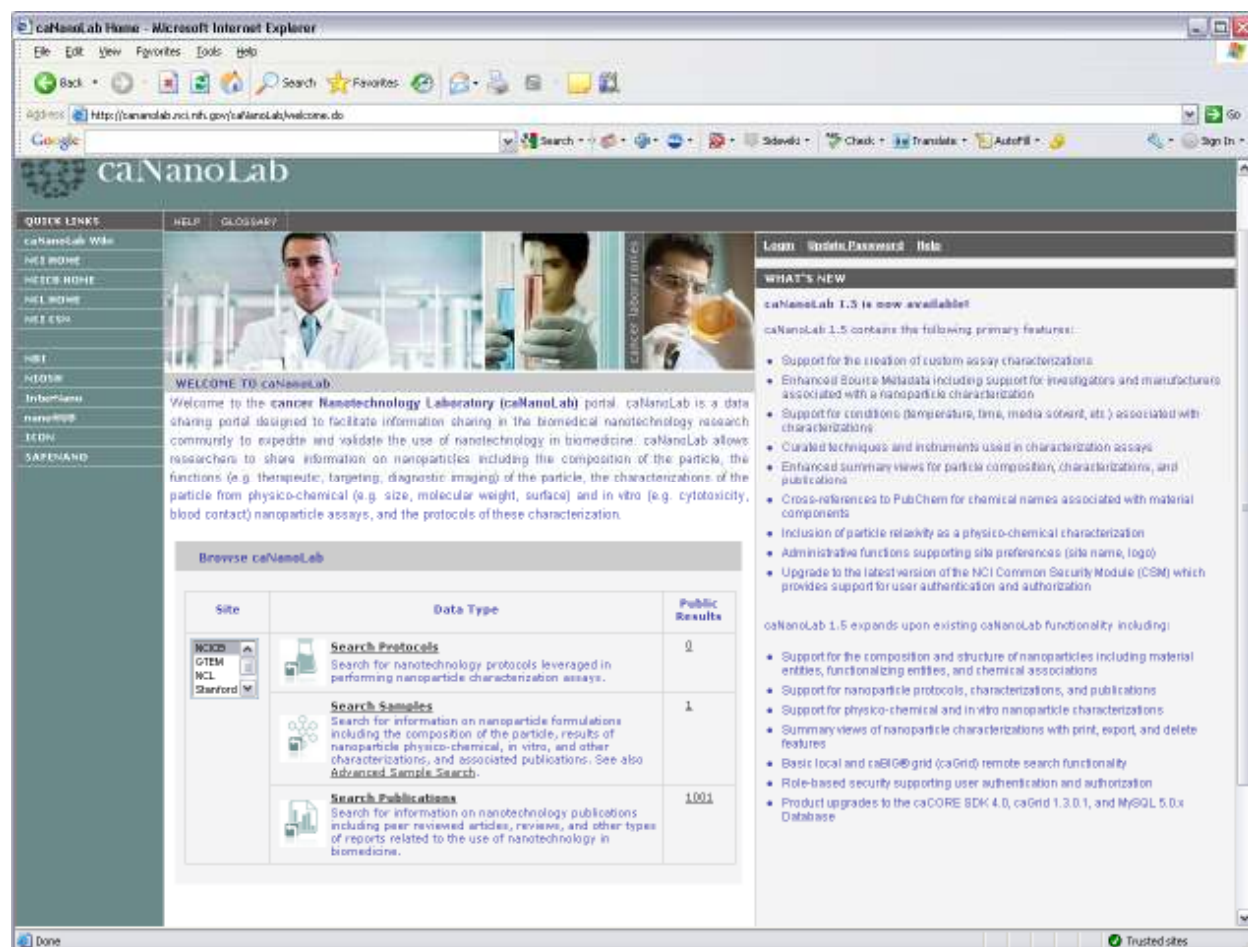 caNanoLab Home - Microsoft Internet Explorer
File Edit View Favorites Tools Help
Back Search Favorites
Address http://cananolab.nci.nih.gov/caNanoLab/welcome.do Go
Google Search Sidewiki Check Translate AutoFill Sign In
caNanoLab
QUICK LINKS
caNanoLab Wiki
NCI HOME
NCICB HOME
NCL HOME
NCI CSM
NBI
NIOSH
InterNano
nanoHUB
ICON
SAFENANO
HELP GLOSSARY
cancer laboratories
WELCOME TO caNanoLab
Welcome to the cancer Nanotechnology Laboratory (caNanoLab) portal. caNanoLab is a data
sharing portal designed to facilitate information sharing in the biomedical nanotechnology research
community to expedite and validate the use of nanotechnology in biomedicine. caNanoLab allows
researchers to share information on nanoparticles including the composition of the particle, the
functions (e.g. therapeutic, targeting, diagnostic imaging) of the particle, the characterizations of the
particle from physico-chemical (e.g. size, molecular weight, surface) and in vitro (e.g. cytotoxicity,
blood contact) nanoparticle assays, and the protocols of these characterization.
Browse caNanoLab
Site Data Type Public Results
NCICB
GTEM
NCL
Stanford
Search Protocols 0
Search for nanotechnology protocols leveraged in
performing nanoparticle characterization assays.
Search Samples 1
Search for information on nanoparticle formulations
including the composition of the particle, results of
nanoparticle physico-chemical, in vitro, and other
characterizations, and associated publications. See also
Advanced Sample Search.
Search Publications 1001
Search for information on nanotechnology publications
including peer reviewed articles, reviews, and other types
of reports related to the use of nanotechnology in
biomedicine.
Login Update Password Help
WHAT'S NEW
caNanoLab 1.5 is now available!
caNanoLab 1.5 contains the following primary features:
• Support for the creation of custom assay characterizations
• Enhanced Source Metadata including support for investigators and manufacturers
associated with a nanoparticle characterization
• Support for conditions (temperature, time, media solvent, etc.) associated with
characterizations
• Curated techniques and instruments used in characterization assays
• Enhanced summary views for particle composition, characterizations, and
publications
• Cross-references to PubChem for chemical names associated with material
components
• Inclusion of particle relaxivity as a physico-chemical characterization
• Administrative functions supporting site preferences (site name, logo)
• Upgrade to the latest version of the NCI Common Security Module (CSM) which
provides support for user authentication and authorization
caNanoLab 1.5 expands upon existing caNanoLab functionality including:
• Support for the composition and structure of nanoparticles including material
entities, functionalizing entities, and chemical associations
• Support for nanoparticle protocols, characterizations, and publications
• Support for physico-chemical and in vitro nanoparticle characterizations
• Summary views of nanoparticle characterizations with print, export, and delete
features
• Basic local and caBIG® grid (caGrid) remote search functionality
• Role-based security supporting user authentication and authorization
• Product upgrades to the caCORE SDK 4.0, caGrid 1.3.0.1, and MySQL 5.0.x
Database
Done Trusted sites